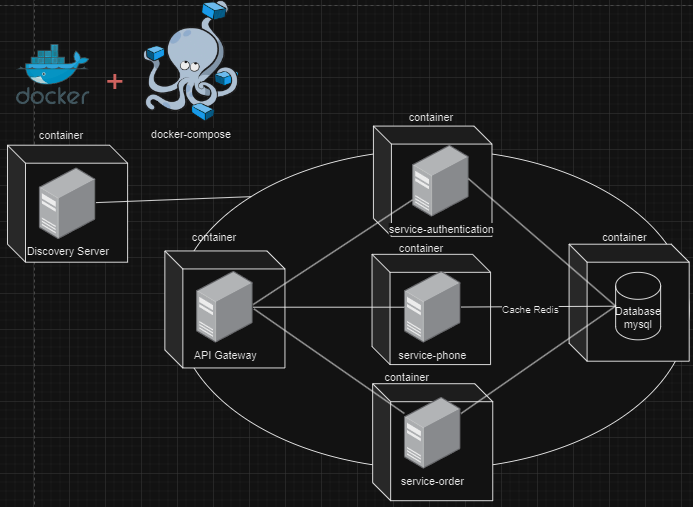 docker
+
docker-compose
container
Discovery Server
container
service-authentication
container
API Gateway
container
service-phone
Cache Redis
container
Database
mysql
container
service-order